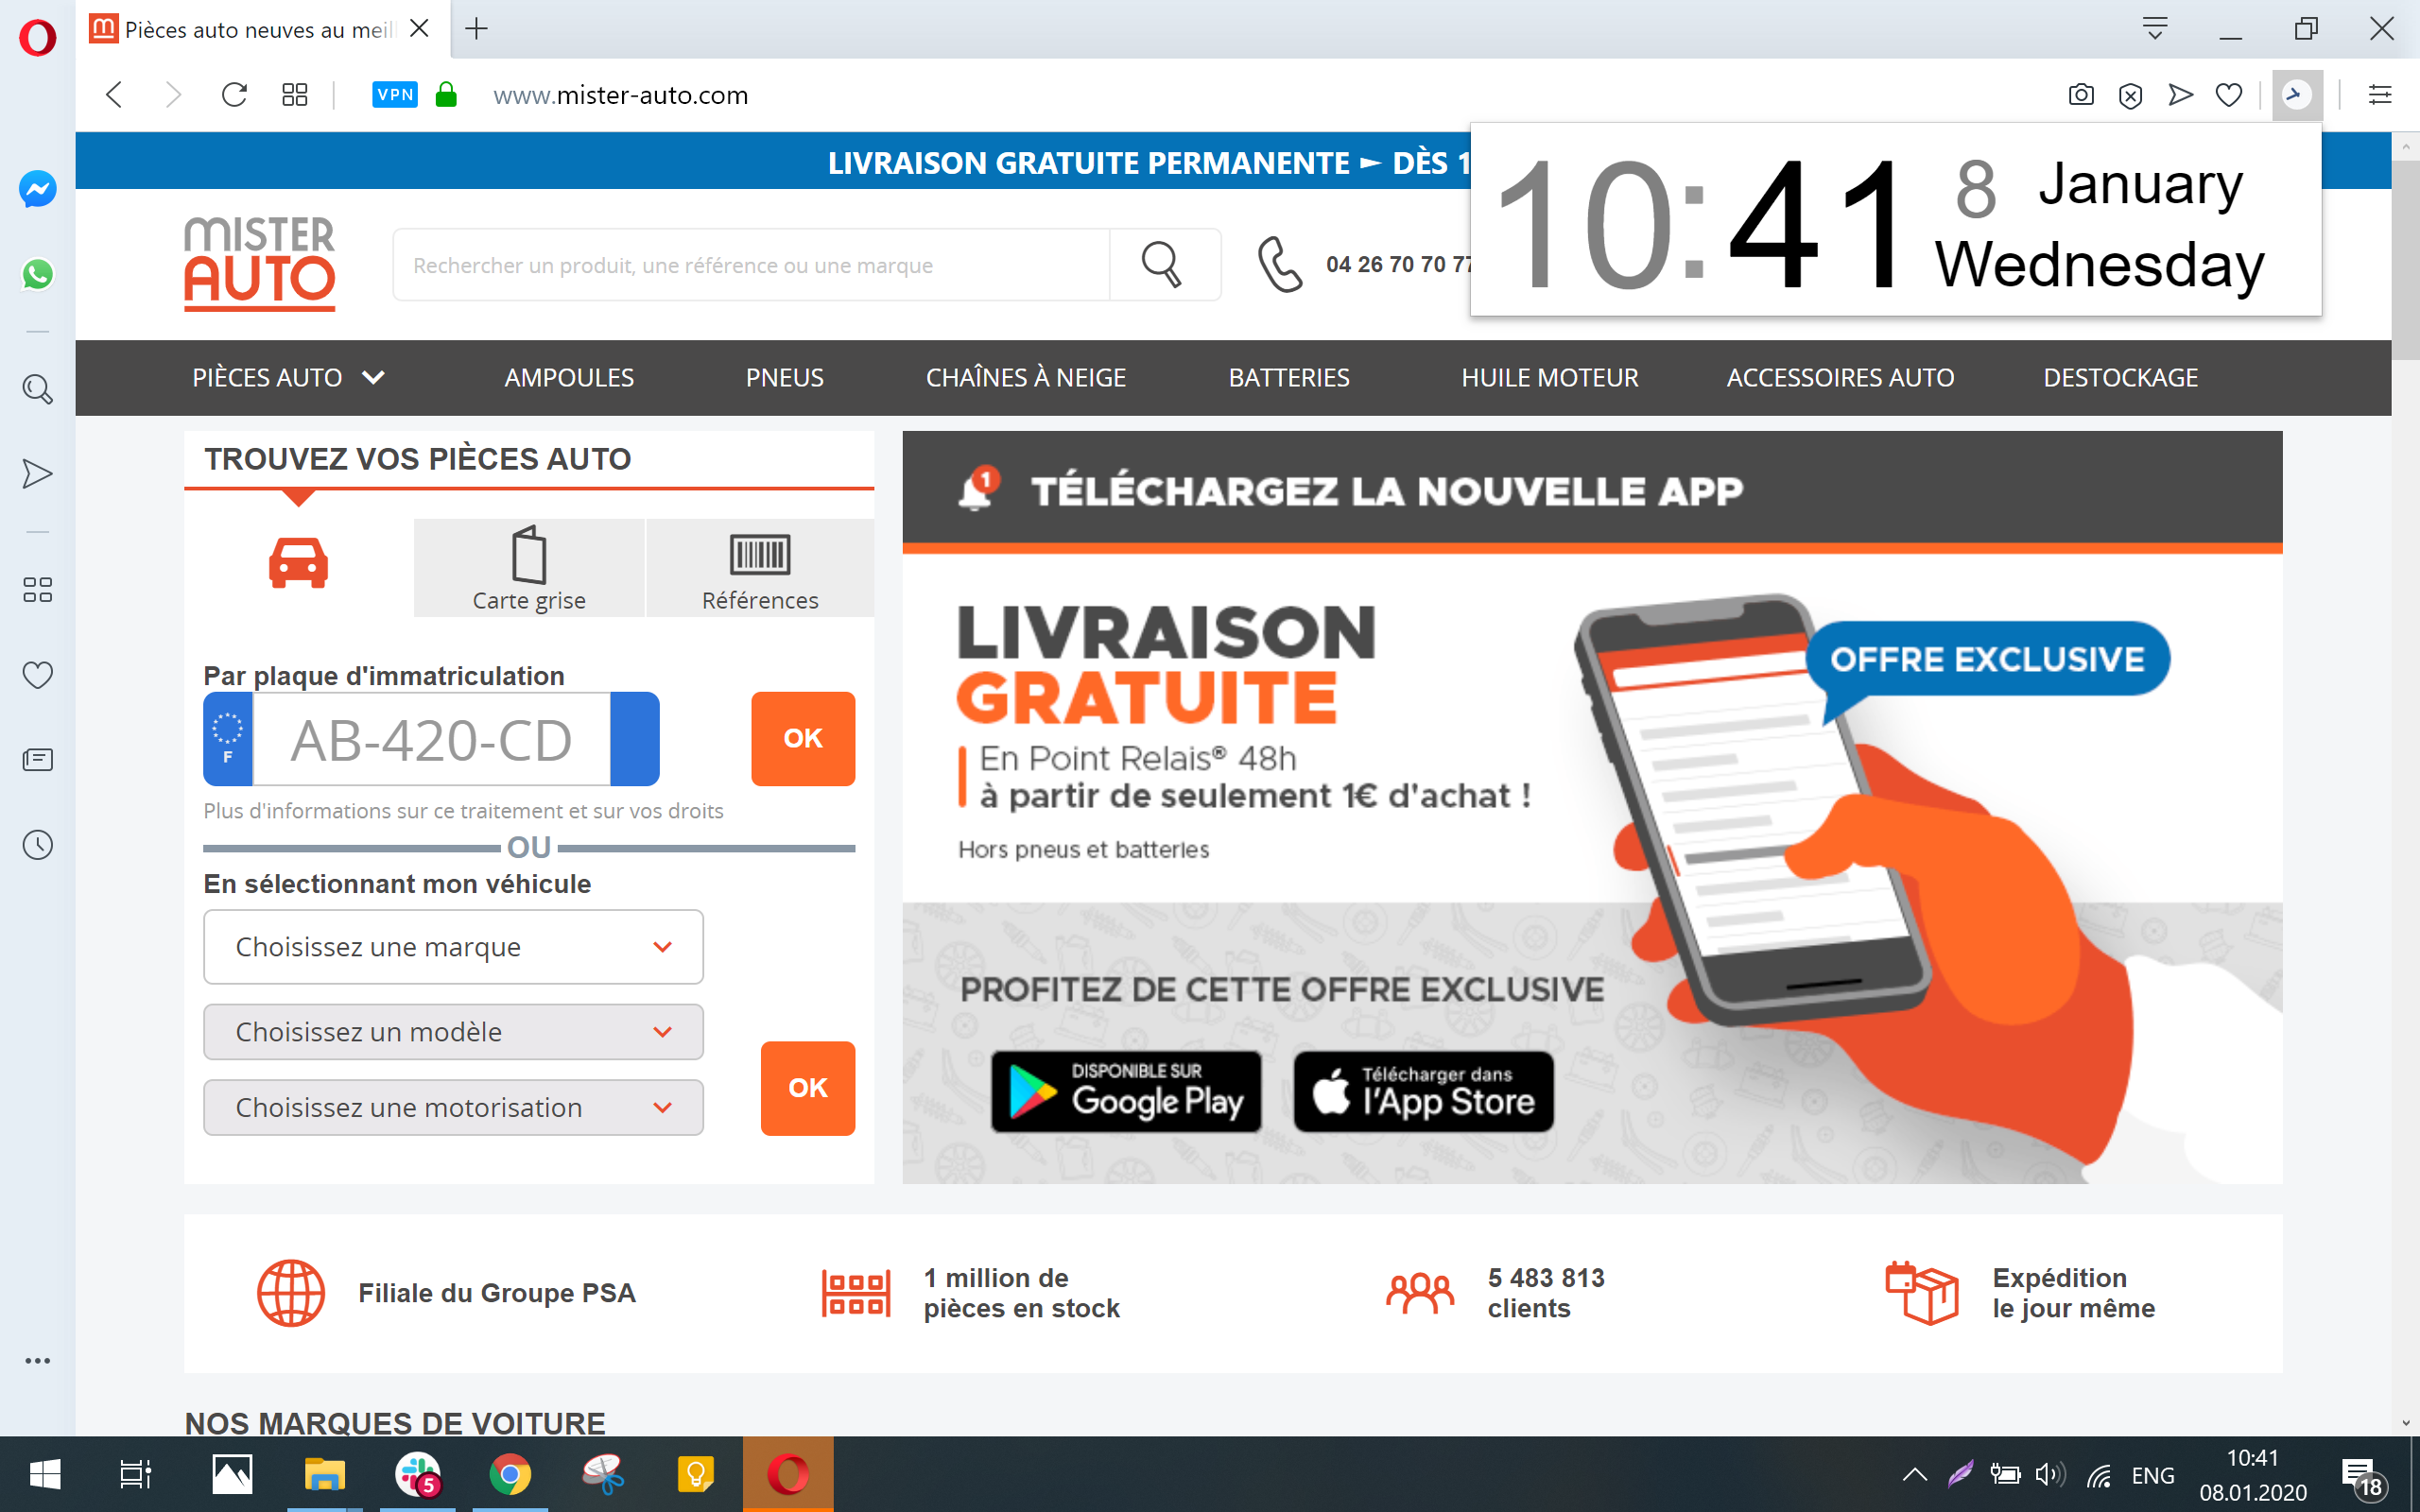 Pièces auto neuves au meil
VPN
www.mister-auto.com
LIVRAISON GRATUITE PERMANENTE ► DÈS 1
10:41
8 January
Wednesday
MISTER
AUTO
Rechercher un produit, une référence ou une marque
04 26 70 70 77
PIÈCES AUTO
AMPOULES
PNEUS
CHAÎNES À NEIGE
BATTERIES
HUILE MOTEUR
ACCESSOIRES AUTO
DESTOCKAGE
TROUVEZ VOS PIÈCES AUTO
Carte grise
Références
Par plaque d'immatriculation
F
AB-420-CD
OK
Plus d'informations sur ce traitement et sur vos droits
OU
En sélectionnant mon véhicule
Choisissez une marque
Choisissez un modèle
Choisissez une motorisation
OK
1
TÉLÉCHARGEZ LA NOUVELLE APP
LIVRAISON
GRATUITE
En Point Relais® 48h
à partir de seulement 1€ d'achat !
Hors pneus et batteries
OFFRE EXCLUSIVE
PROFITEZ DE CETTE OFFRE EXCLUSIVE
DISPONIBLE SUR
Google Play
Télécharger dans
l'App Store
Filiale du Groupe PSA
1 million de
pièces en stock
5 483 813
clients
Expédition
le jour même
NOS MARQUES DE VOITURE
5
ENG
10:41
08.01.2020
18